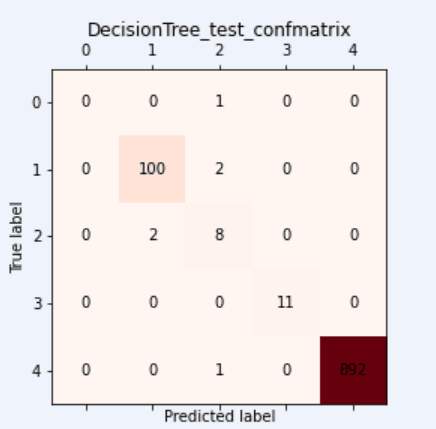 DecisionTree_test_confmatrix
0 1 2 3 4
0 0 0 1 0 0
1 0 100 2 0 0
2 0 2 8 0 0
3 0 0 0 11 0
4 0 0 1 0 892
True label
Predicted label